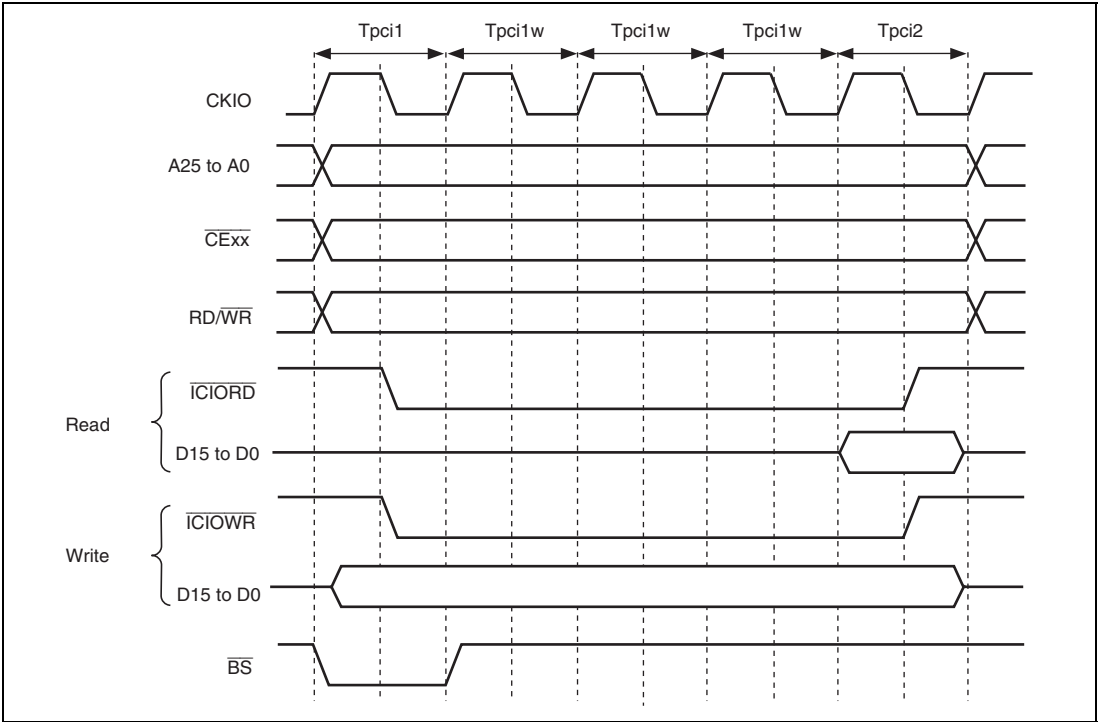 Tpci1 Tpci1w Tpci1w Tpci1w Tpci2
CKIO
A25 to A0
CExx
RD/WR
ICIORD
Read
D15 to D0
ICIOWR
Write
D15 to D0
BS